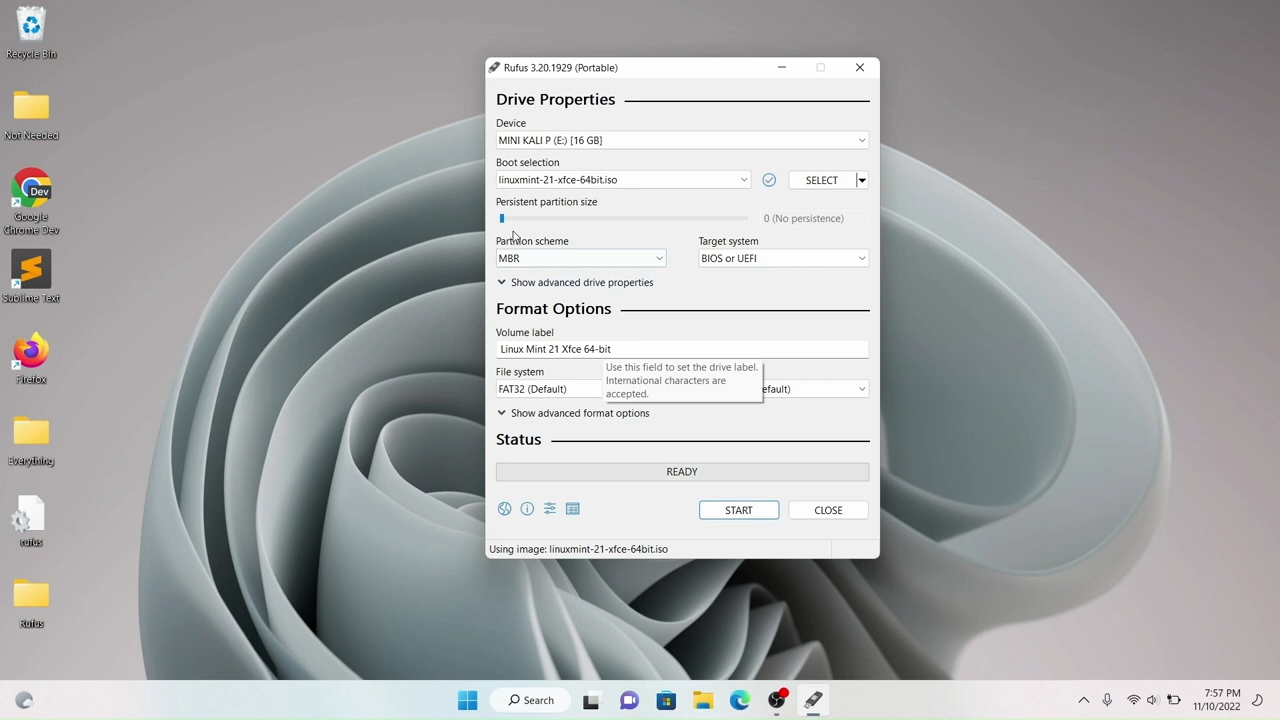 Recycle Bin
Not Needed
Dev
Google
Chrome Dev
Sublime Text
Firefox
Everything
rufus
Rufus
Rufus 3.20.1929 (Portable)
Drive Properties
Device
MINI KALI P (E:) [16 GB]
Boot selection
linuxmint-21-xfce-64bit.iso
SELECT
Persistent partition size
0 (No persistence)
Partition scheme
Target system
MBR
BIOS or UEFI
Show advanced drive properties
Format Options
Volume label
Linux Mint 21 Xfce 64-bit
Use this field to set the drive label.
International characters are
accepted.
File system
FAT32 (Default)
efault)
Show advanced format options
Status
READY
START
CLOSE
Using image: linuxmint-21-xfce-64bit.iso
Search
7:57 PM
11/10/2022